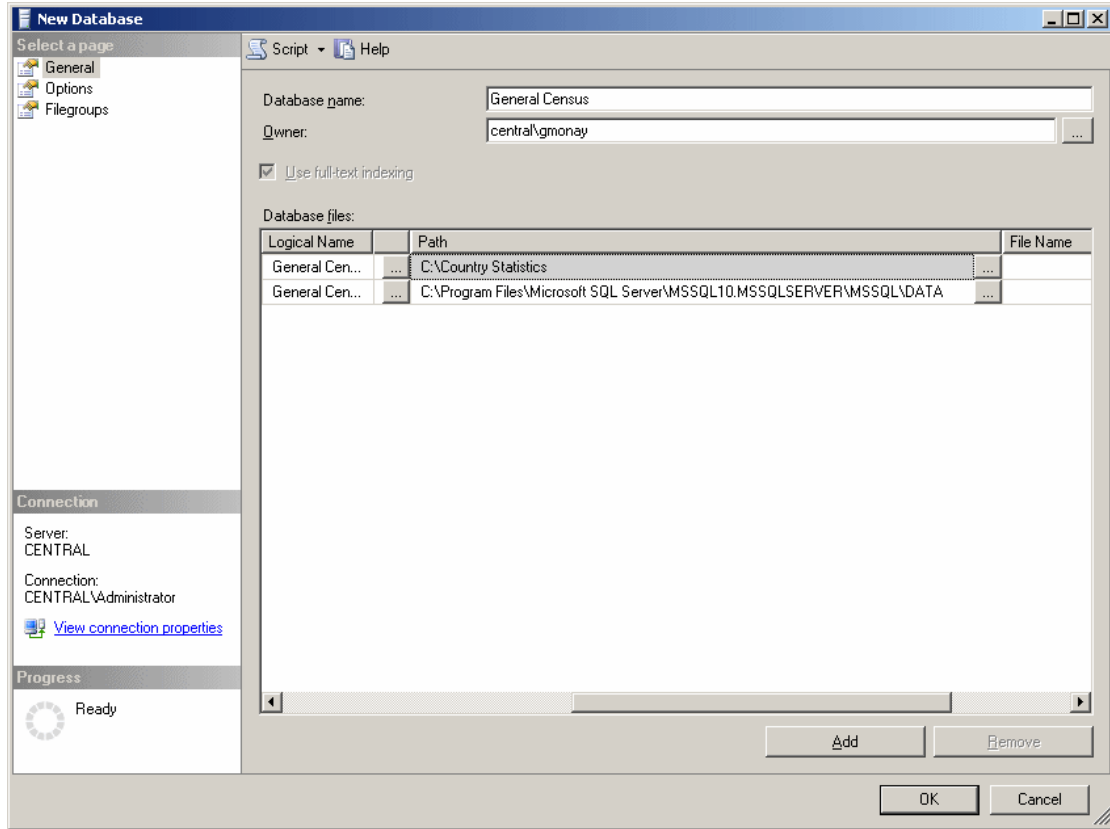 New Database
Select a page
General
Options
Filegroups
Script Help
Database name: General Census
Owner: central\gmonay ...
Use full-text indexing
Database files:
Logical Name Path File Name
General Cen... ... C:\Country Statistics ...
General Cen... ... C:\Program Files\Microsoft SQL Server\MSSQL10.MSSQLSERVER\MSSQL\DATA ...
Connection
Server:
CENTRAL
Connection:
CENTRAL\Administrator
View connection properties
Progress
Ready
Add Remove
OK Cancel